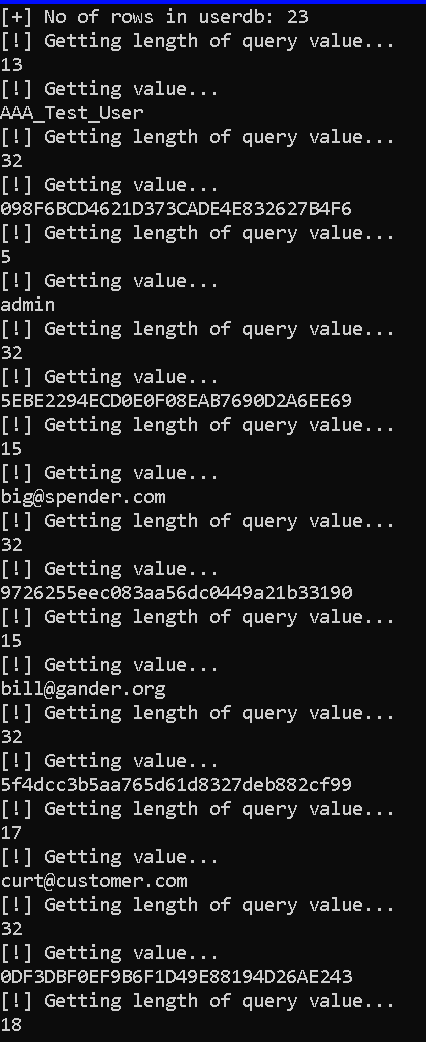 [+] No of rows in userdb: 23
[!] Getting length of query value...
13
[!] Getting value...
AAA_Test_User
[!] Getting length of query value...
32
[!] Getting value...
098F6BCD4621D373CADE4E832627B4F6
[!] Getting length of query value...
5
[!] Getting value...
admin
[!] Getting length of query value...
32
[!] Getting value...
5EBE2294ECD0E0F08EAB7690D2A6EE69
[!] Getting length of query value...
15
[!] Getting value...
big@spender.com
[!] Getting length of query value...
32
[!] Getting value...
9726255eec083aa56dc0449a21b33190
[!] Getting length of query value...
15
[!] Getting value...
bill@gander.org
[!] Getting length of query value...
32
[!] Getting value...
5f4dcc3b5aa765d61d8327deb882cf99
[!] Getting length of query value...
17
[!] Getting value...
curt@customer.com
[!] Getting length of query value...
32
[!] Getting value...
0DF3DBF0EF9B6F1D49E88194D26AE243
[!] Getting length of query value...
18